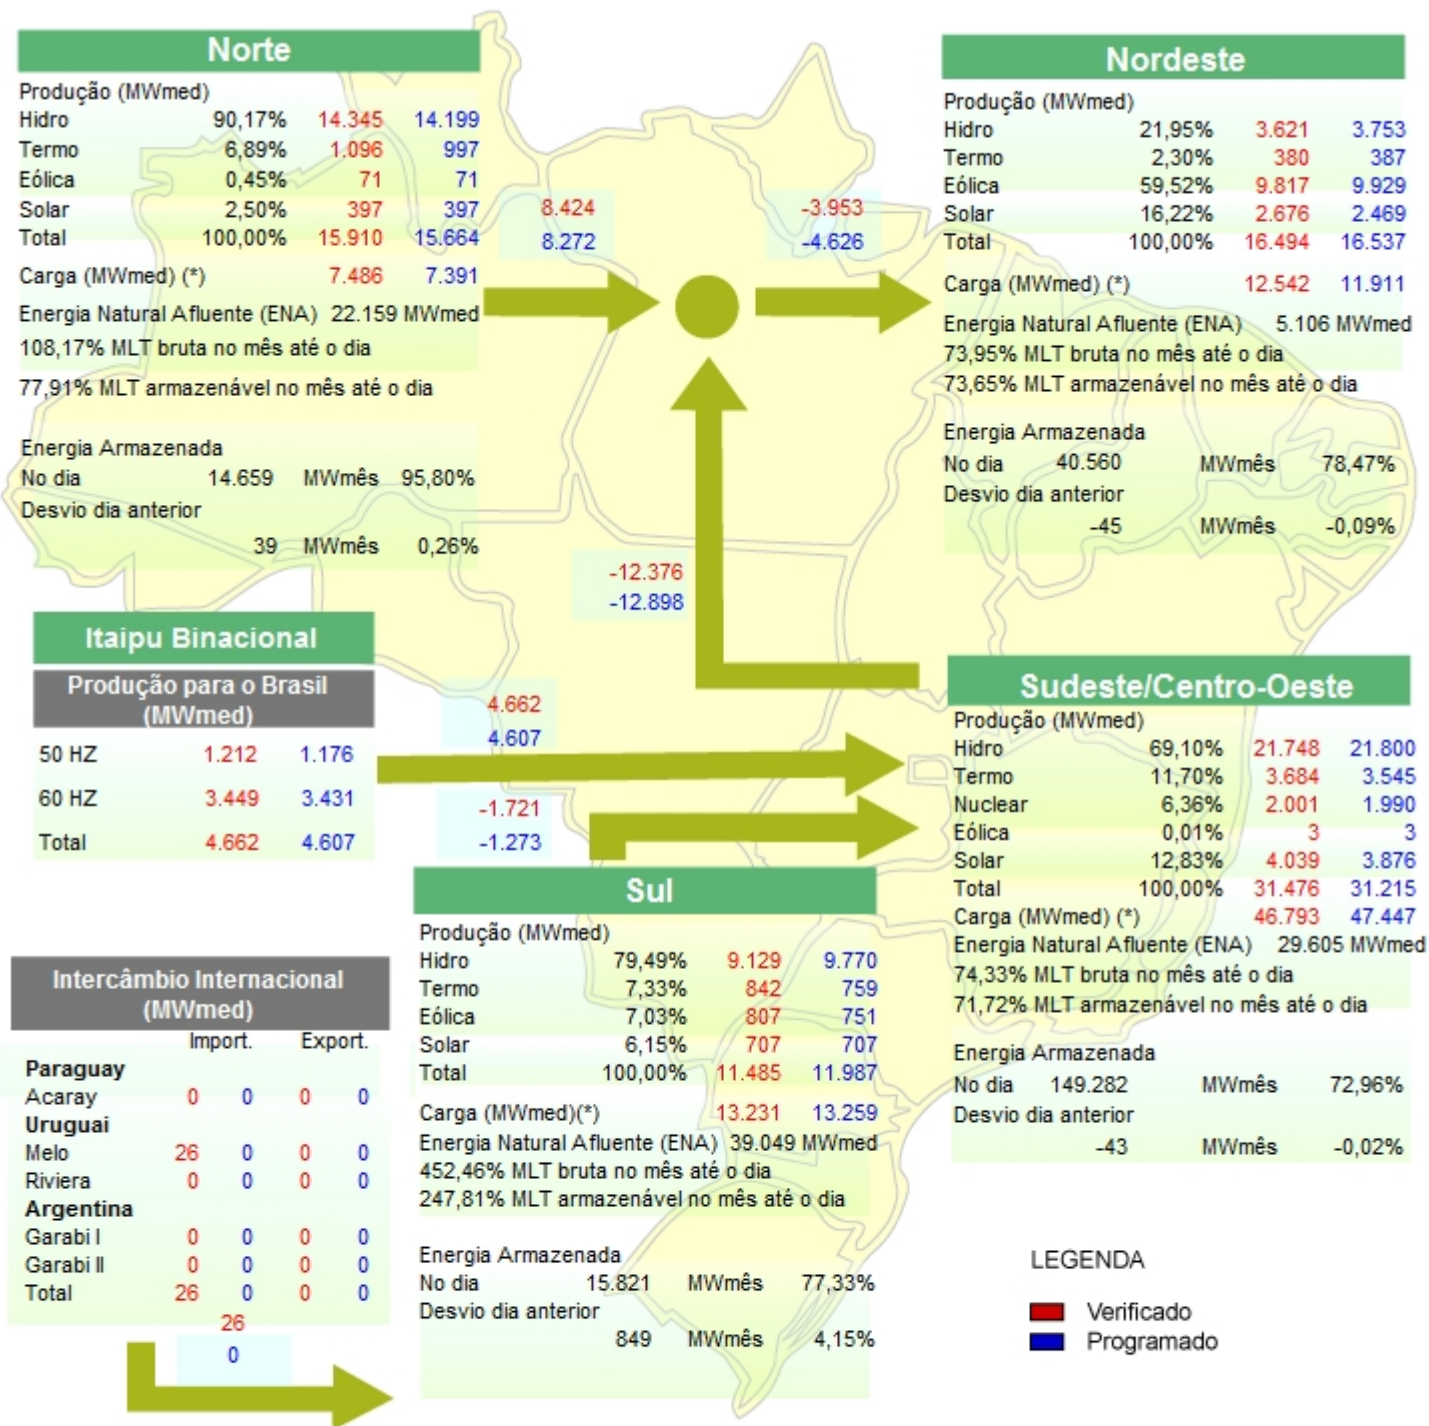 Norte
Produção (MWmed)
Hidro 90,17% 14.345 14.199
Termo 6,89% 1.096 997
Eólica 0,45% 71 71
Solar 2,50% 397 397
Total 100,00% 15.910 15.664
Carga (MWmed) (*) 7.486 7.391
Energia Natural Afluente (ENA) 22.159 MWmed
108,17% MLT bruta no mês até o dia
77,91% MLT armazenável no mês até o dia
Energia Armazenada
No dia 14.659 MWmês 95,80%
Desvio dia anterior
39 MWmês 0,26%
8.424
8.272
-3.953
-4.626
Nordeste
Produção (MWmed)
Hidro 21,95% 3.621 3.753
Termo 2,30% 380 387
Eólica 59,52% 9.817 9.929
Solar 16,22% 2.676 2.469
Total 100,00% 16.494 16.537
Carga (MWmed) (*) 12.542 11.911
Energia Natural Afluente (ENA) 5.106 MWmed
73,95% MLT bruta no mês até o dia
73,65% MLT armazenável no mês até o dia
Energia Armazenada
No dia 40.560 MWmês 78,47%
Desvio dia anterior
-45 MWmês -0,09%
-12.376
-12.898
Itaipu Binacional
Produção para o Brasil
(MWmed)
50 HZ 1.212 1.176
60 HZ 3.449 3.431
Total 4.662 4.607
4.662
4.607
-1.721
-1.273
Sudeste/Centro-Oeste
Produção (MWmed)
Hidro 69,10% 21.748 21.800
Termo 11,70% 3.684 3.545
Nuclear 6,36% 2.001 1.990
Eólica 0,01% 3 3
Solar 12,83% 4.039 3.876
Total 100,00% 31.476 31.215
Carga (MWmed) (*) 46.793 47.447
Energia Natural Afluente (ENA) 29.605 MWmed
74,33% MLT bruta no mês até o dia
71,72% MLT armazenável no mês até o dia
Energia Armazenada
No dia 149.282 MWmês 72,96%
Desvio dia anterior
-43 MWmês -0,02%
Sul
Produção (MWmed)
Hidro 79,49% 9.129 9.770
Termo 7,33% 842 759
Eólica 7,03% 807 751
Solar 6,15% 707 707
Total 100,00% 11.485 11.987
Carga (MWmed)(*) 13.231 13.259
Energia Natural Afluente (ENA) 39.049 MWmed
452,46% MLT bruta no mês até o dia
247,81% MLT armazenável no mês até o dia
Energia Armazenada
No dia 15.821 MWmês 77,33%
Desvio dia anterior
849 MWmês 4,15%
Intercâmbio Internacional
(MWmed)
Import. Export.
Paraguay
Acaray 0 0 0 0
Uruguai
Melo 26 0 0 0
Riviera 0 0 0 0
Argentina
Garabi I 0 0 0 0
Garabi II 0 0 0 0
Total 26 0 0 0
26
0
LEGENDA
Verificado
Programado